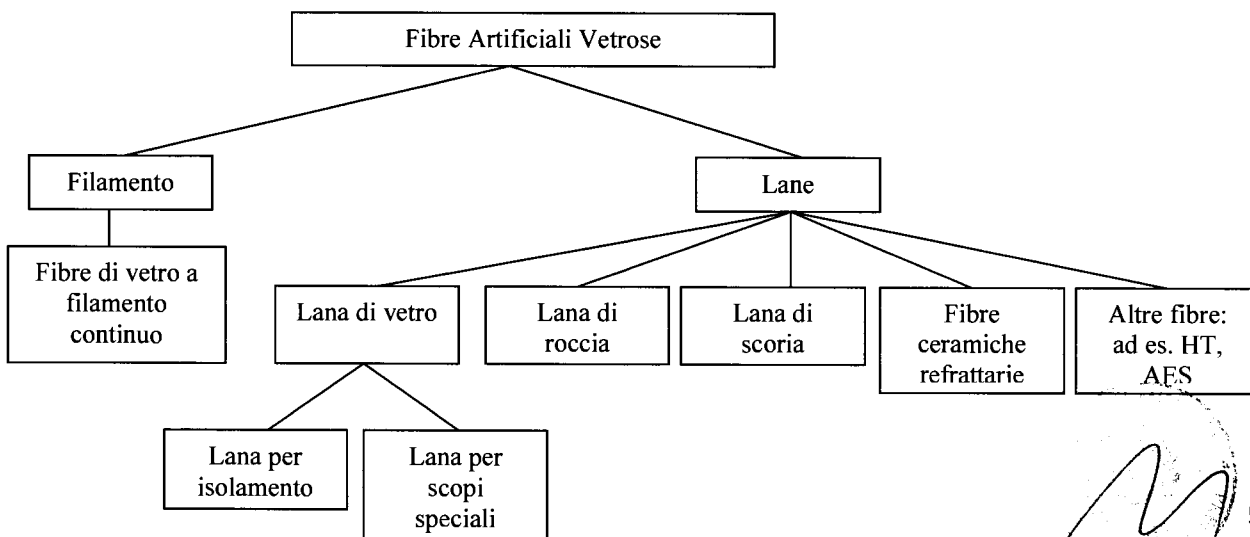 Fibre Artificiali Vetrose
Filamento
Lane
Fibre di vetro a
filamento
continuo
Lana di vetro
Lana di
roccia
Lana di
scoria
Fibre
ceramiche
refrattarie
Altre fibre:
ad es. HT,
AES
Lana per
isolamento
Lana per
scopi
speciali